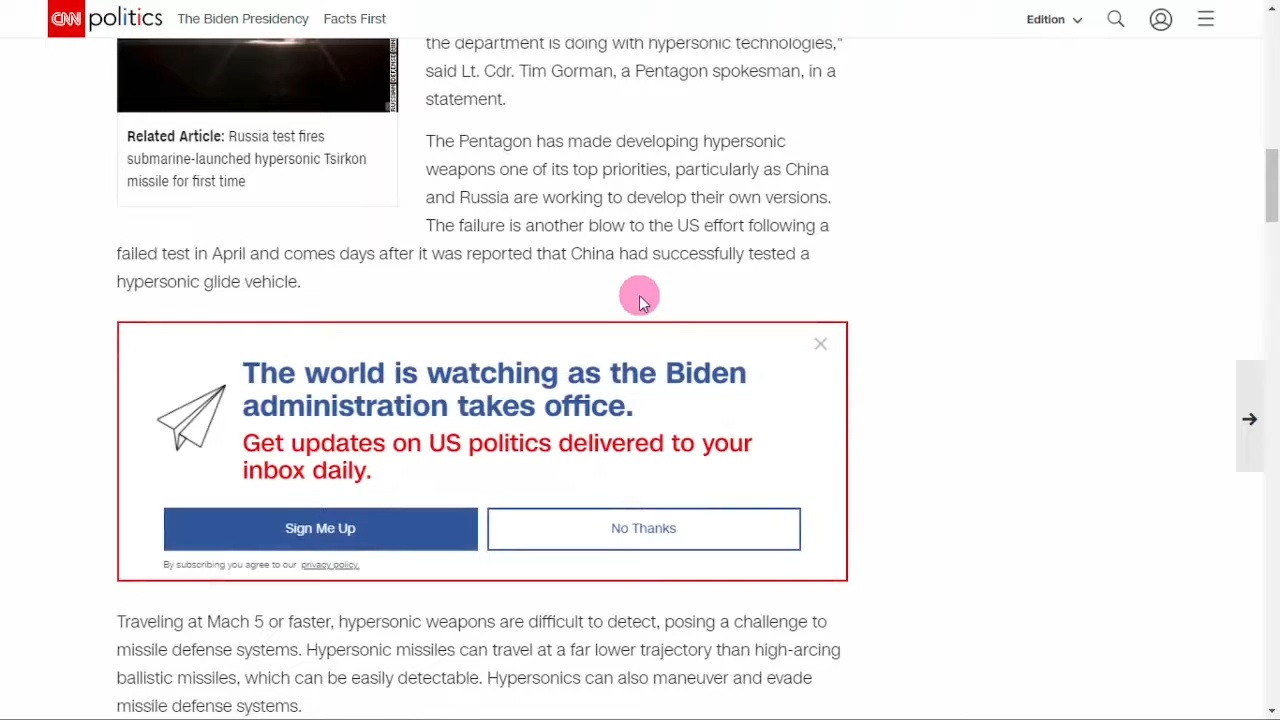 CNN politics The Biden Presidency Facts First Edition
the department is doing with hypersonic technologies,"
said Lt. Cdr. Tim Gorman, a Pentagon spokesman, in a
statement.
Related Article: Russia test fires
submarine-launched hypersonic Tsirkon
missile for first time
The Pentagon has made developing hypersonic
weapons one of its top priorities, particularly as China
and Russia are working to develop their own versions.
The failure is another blow to the US effort following a
failed test in April and comes days after it was reported that China had successfully tested a
hypersonic glide vehicle.
The world is watching as the Biden
administration takes office.
Get updates on US politics delivered to your
inbox daily.
Sign Me Up
No Thanks
By subscribing you agree to our privacy policy.
Traveling at Mach 5 or faster, hypersonic weapons are difficult to detect, posing a challenge to
missile defense systems. Hypersonic missiles can travel at a far lower trajectory than high-arcing
ballistic missiles, which can be easily detectable. Hypersonics can also maneuver and evade
missile defense systems.